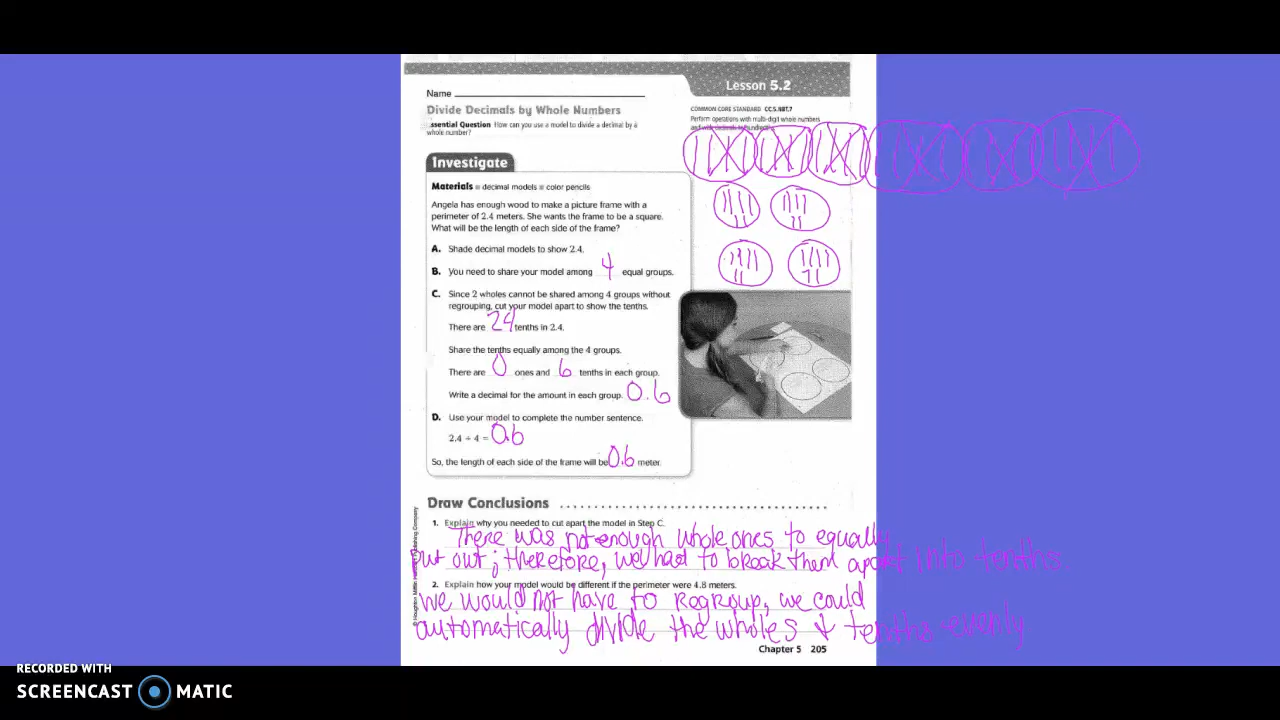 Lesson 5.2
Name
Divide Decimals by Whole Numbers
COMMON CORE STANDARD CC.5.NBT.7
Perform operations with multi-digit whole numbers
and with decimals to hundredths.
ssential Question How can you use a model to divide a decimal by a
whole number?
Investigate
Materials ■ decimal models ■ color pencils
Angela has enough wood to make a picture frame with a
perimeter of 2.4 meters. She wants the frame to be a square.
What will be the length of each side of the frame?
A. Shade decimal models to show 2.4.
B. You need to share your model among 4 equal groups.
C. Since 2 wholes cannot be shared among 4 groups without
regrouping, cut your model apart to show the tenths.
There are 24 tenths in 2.4.
Share the tenths equally among the 4 groups.
There are 0 ones and 6 tenths in each group.
Write a decimal for the amount in each group. 0.6
D. Use your model to complete the number sentence.
2.4 ÷ 4 = 0.6
So, the length of each side of the frame will be 0.6 meter.
Draw Conclusions
1. Explain why you needed to cut apart the model in Step C.
There was not enough whole ones to equally
put out; therefore, we had to break them apart into tenths.
2. Explain how your model would be different if the perimeter were 4.8 meters.
We would not have to regroup, we could
automatically divide the wholes & tenths evenly
Chapter 5 205
RECORDED WITH
SCREENCAST MATIC